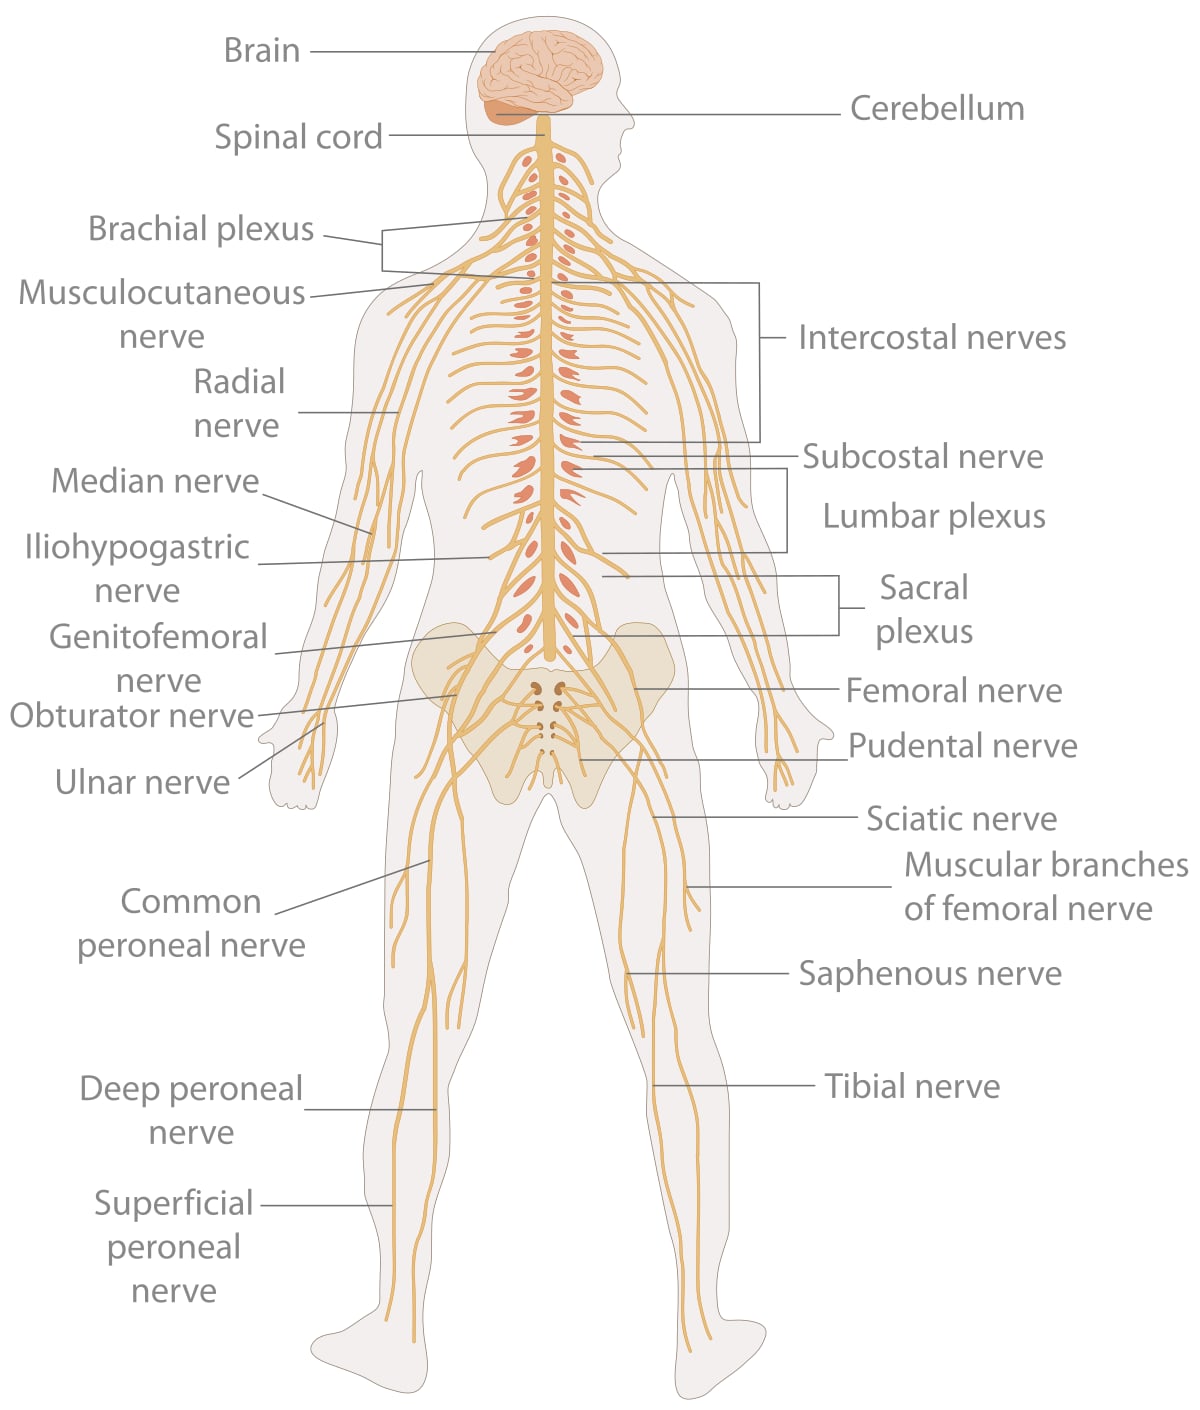 Brain
Cerebellum
Spinal cord
Brachial plexus
Musculocutaneous
nerve
Intercostal nerves
Radial
nerve
Subcostal nerve
Median nerve
Lumbar plexus
Iliohypogastric
nerve
Sacral
plexus
Genitofemoral
nerve
Femoral nerve
Obturator nerve
Pudental nerve
Ulnar nerve
Sciatic nerve
Muscular branches
of femoral nerve
Common
peroneal nerve
Saphenous nerve
Deep peroneal
nerve
Tibial nerve
Superficial
peroneal
nerve